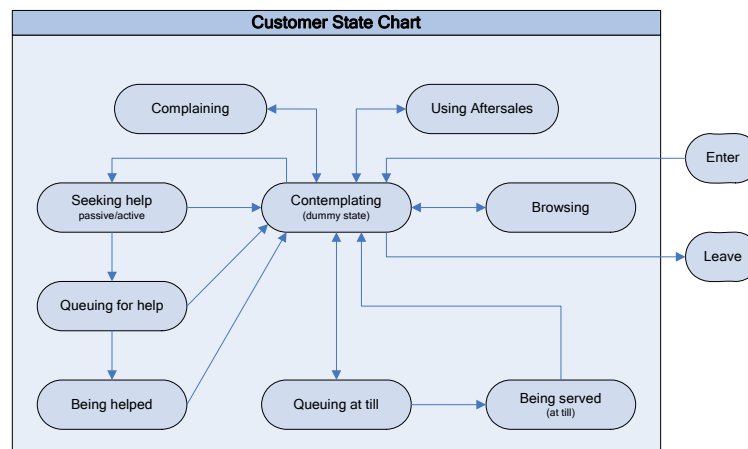 Customer State Chart
Complaining
Using Aftersales
Enter
Seeking help
passive/active
Contemplating
(dummy state)
Browsing
Leave
Queuing for help
Being helped
Queuing at till
Being served
(at till)